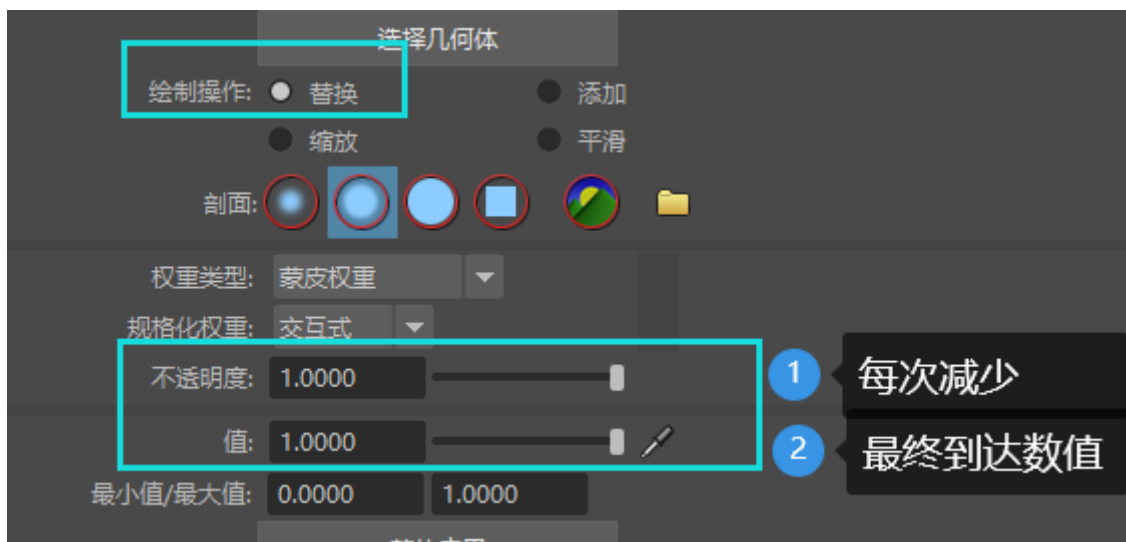 选择几何体
绘制操作: 替换 添加
缩放 平滑
剖面:
权重类型: 蒙皮权重
规格化权重: 交互式
不透明度: 1.0000 1 每次减少
值: 1.0000 2 最终到达数值
最小值/最大值: 0.0000 1.0000